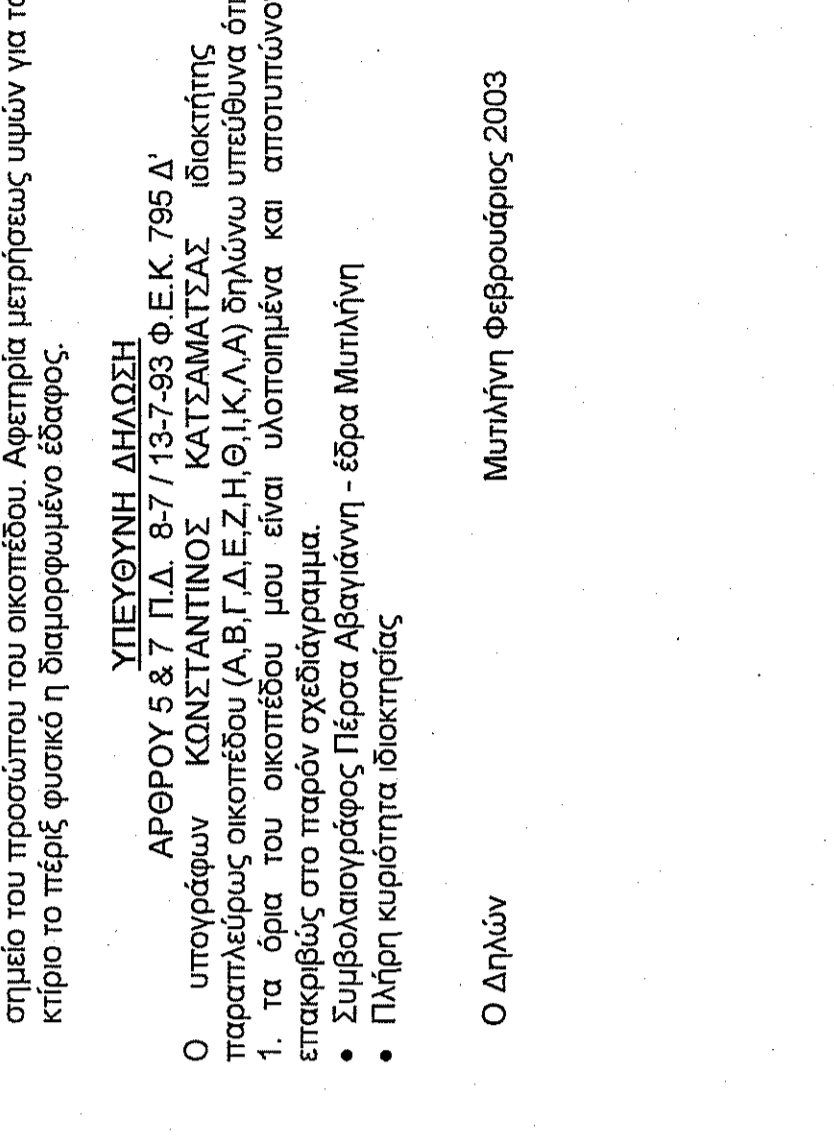 σημείο του προσώπου του οικοπέδου. Αφετηρία μετρήσεως υψών για το
κτίριο το πέριξ φυσικό η διαμορφωμένο έδαφος.
ΥΠΕΥΘΥΝΗ ΔΗΛΩΣΗ
ΑΡΘΡΟΥ 5 & 7 Π.Δ. 8-7 / 13-7-93 Φ.Ε.Κ. 795 Δ'
Ο υπογράφων ΚΩΝΣΤΑΝΤΙΝΟΣ ΚΑΤΣΑΜΑΤΣΑΣ ιδιοκτήτης
παραπλεύρως οικοπέδου (Α,Β,Γ,Δ,Ε,Ζ,Η,Θ,Ι,Κ,Λ,Α) δηλώνω υπεύθυνα ότι
1. τα όρια του οικοπέδου μου είναι υλοποιημένα και αποτυπώνο
επακριβώς στο παρόν σχεδιάγραμμα.
• Συμβολαιογράφος Πέρσα Αβαγιάννη – έδρα Μυτιλήνη
• Πλήρη κυριότητα ιδιοκτησίας
Μυτιλήνη Φεβρουάριος 2003
Ο Δηλών